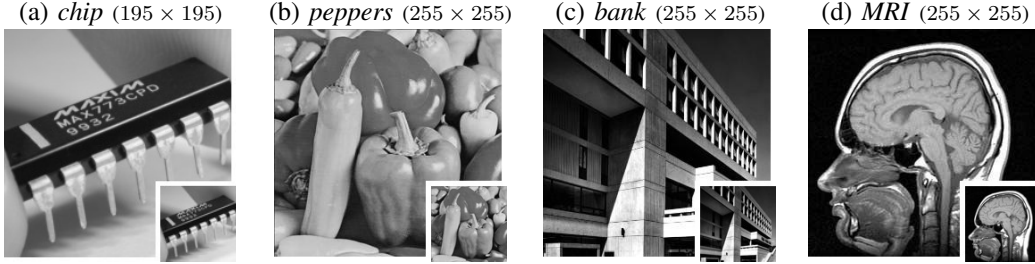 (a) chip (195 × 195)
(b) peppers (255 × 255)
(c) bank (255 × 255)
(d) MRI (255 × 255)
MAXIM
MAX773CPD
9932